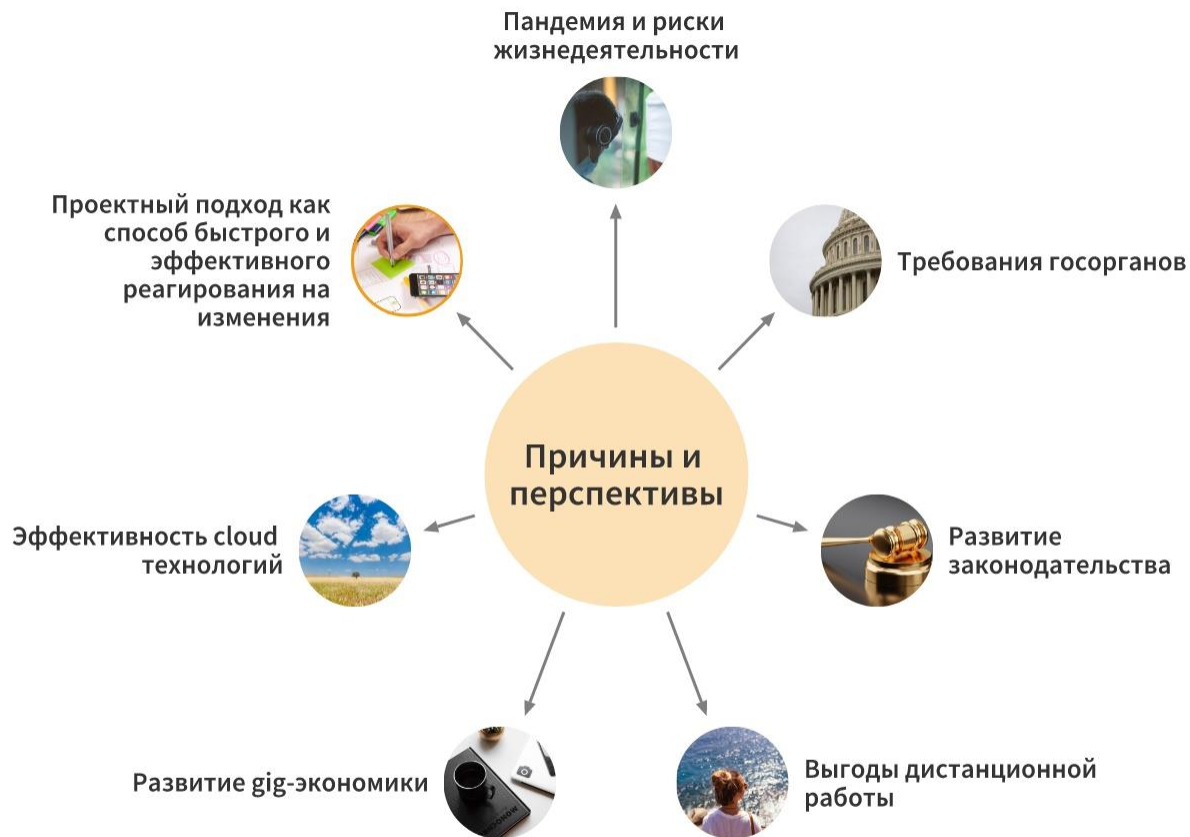 Пандемия и риски
жизнедеятельности
Проектный подход как
способ быстрого и
эффективного
реагирования на
изменения
Требования госорганов
Причины и
перспективы
Эффективность cloud
технологий
Развитие
законодательства
Развитие gig-экономики
Выгоды дистанционной
работы